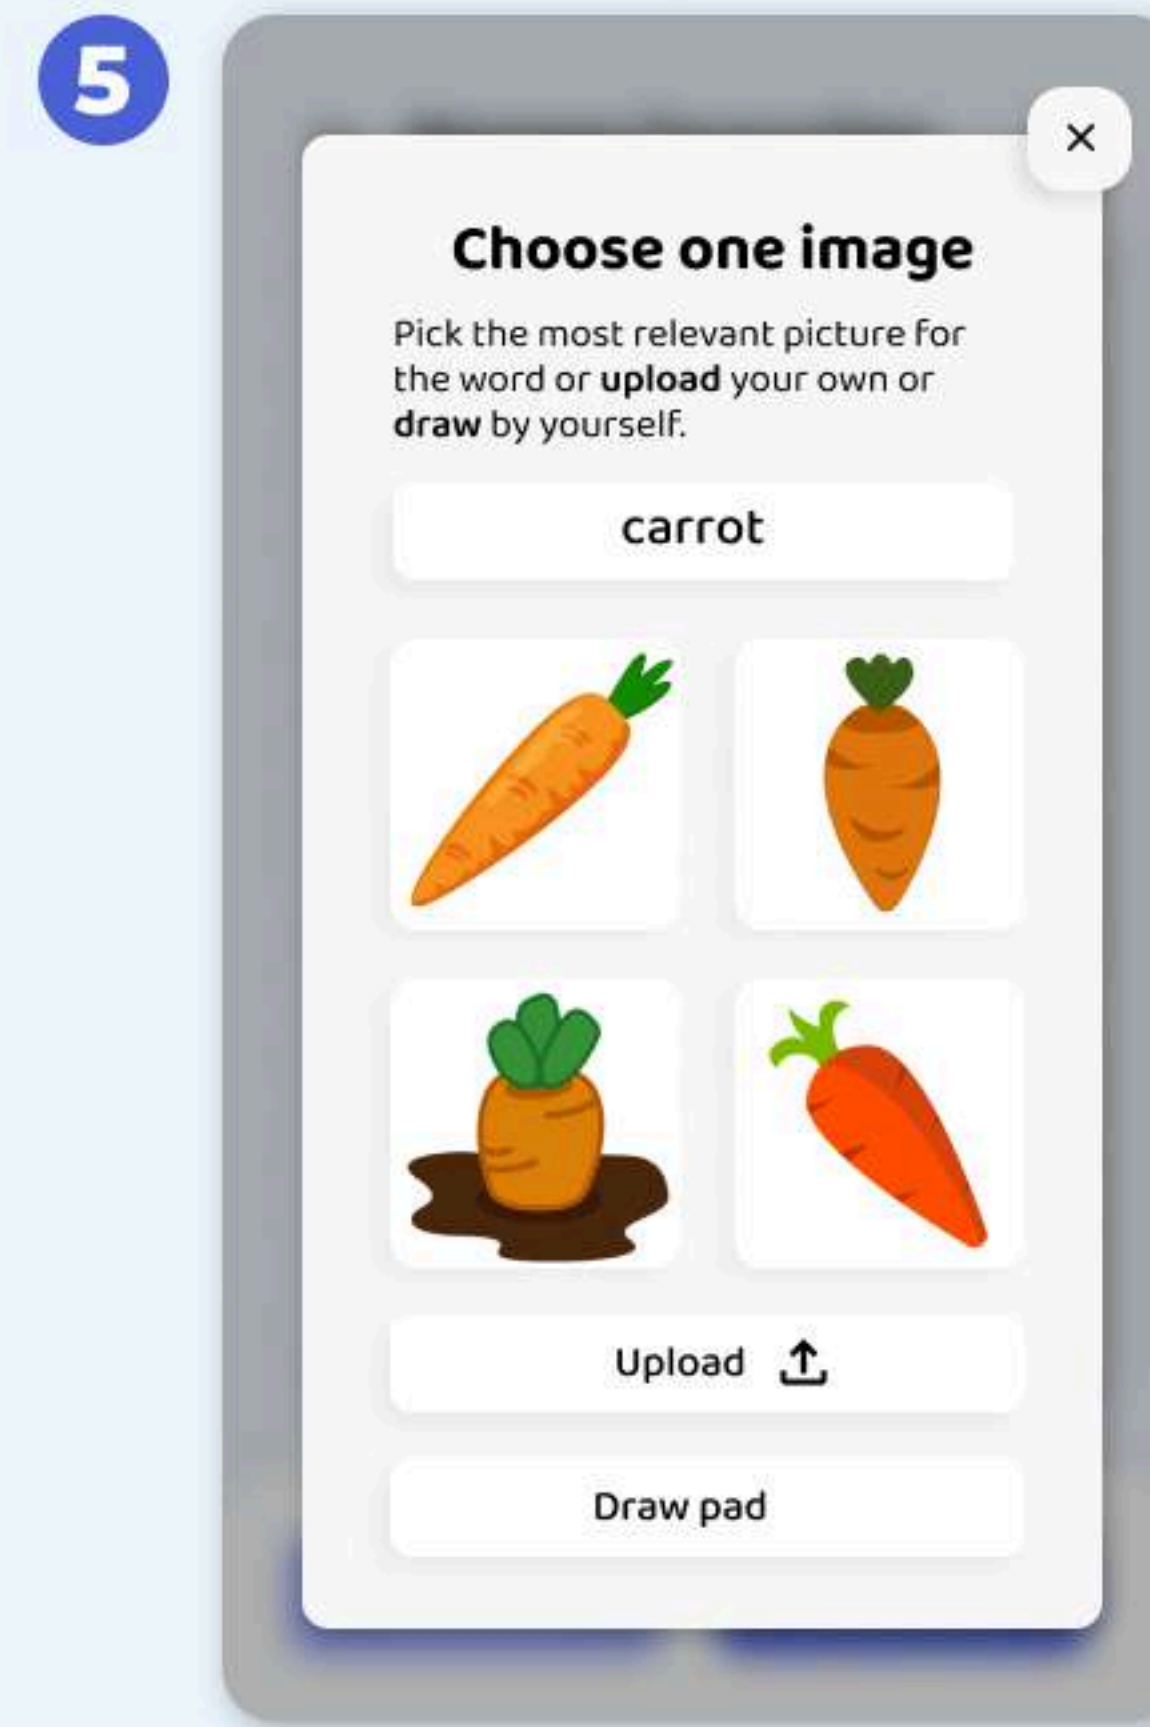 5
Choose one image
Pick the most relevant picture for
the word or upload your own or
draw by yourself.
carrot
Upload
Draw pad